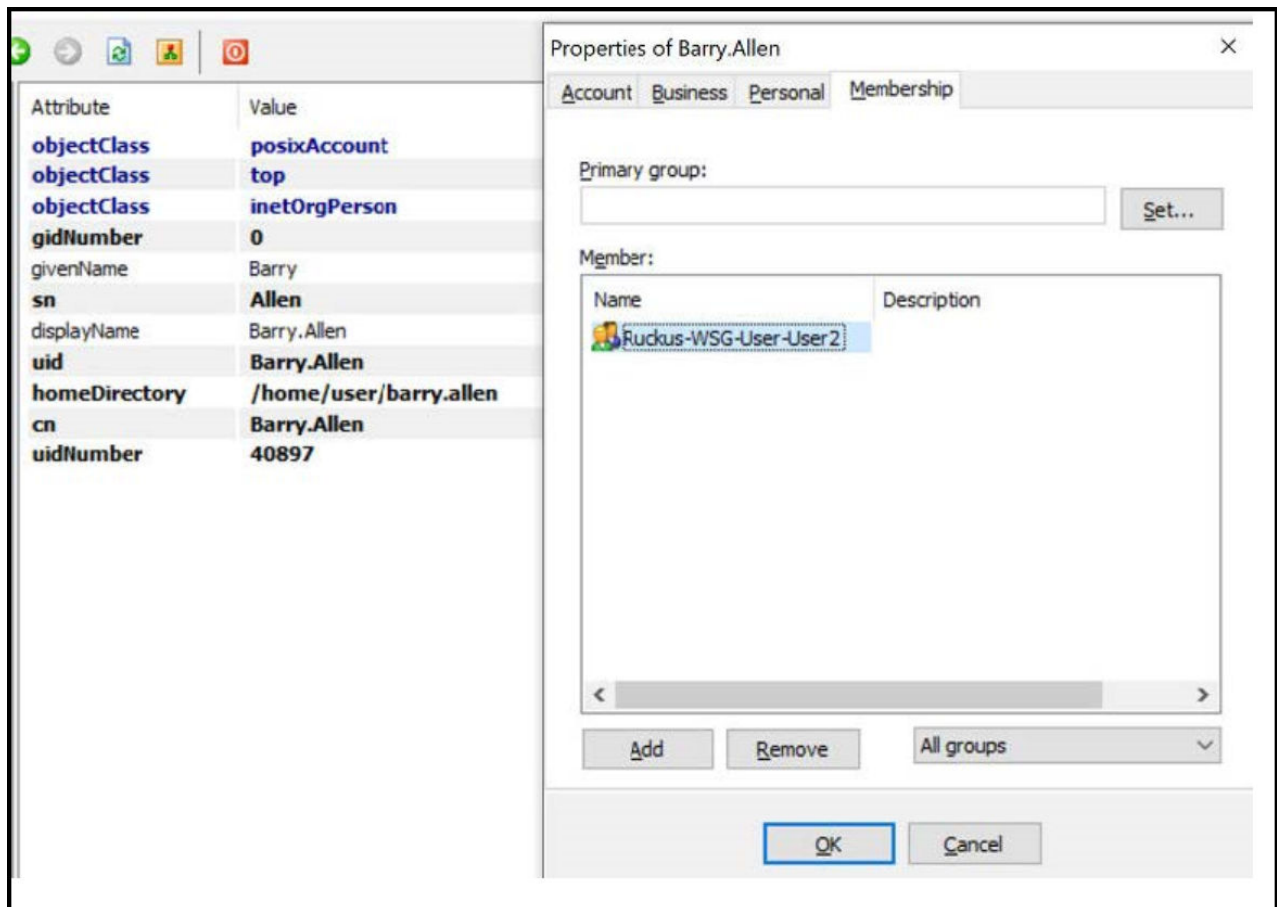 Attribute Value
objectClass posixAccount
objectClass top
objectClass inetOrgPerson
gidNumber 0
givenName Barry
sn Allen
displayName Barry.Allen
uid Barry.Allen
homeDirectory /home/user/barry.allen
cn Barry.Allen
uidNumber 40897
Properties of Barry.Allen
Account Business Personal Membership
Primary group:
Set...
Member:
Name Description
Ruckus-WSG-User-User2
Add Remove All groups
OK Cancel